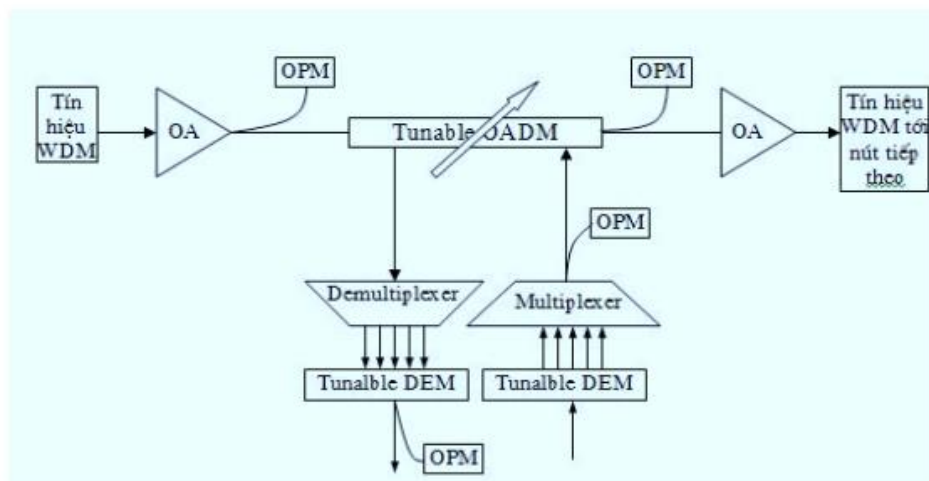 OPM
OPM
Tín
hiệu
WDM
OA
Tunable OADM
OA
Tín hiệu
WDM tới
nút tiếp
theo
OPM
Demultiplexer
Multiplexer
Tunalble DEM
Tunalble DEM
OPM